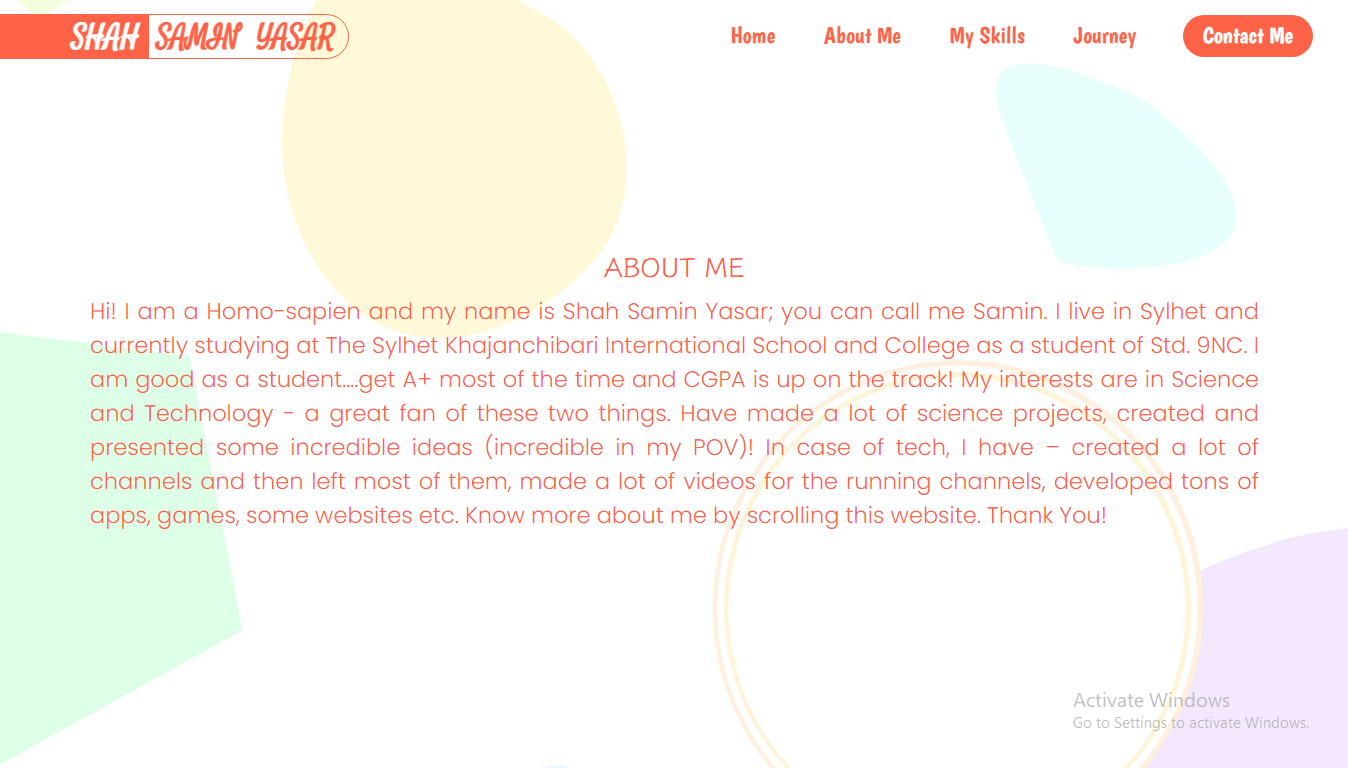 SHAH SAMIN YASAR
Home About Me My Skills Journey Contact Me
ABOUT ME
Hi! I am a Homo-sapien and my name is Shah Samin Yasar; you can call me Samin. I live in Sylhet and
currently studying at The Sylhet Khajanchibari International School and College as a student of Std. 9NC. I
am good as a student....get A+ most of the time and CGPA is up on the track! My interests are in Science
and Technology - a great fan of these two things. Have made a lot of science projects, created and
presented some incredible ideas (incredible in my POV)! In case of tech, I have – created a lot of
channels and then left most of them, made a lot of videos for the running channels, developed tons of
apps, games, some websites etc. Know more about me by scrolling this website. Thank You!
Activate Windows
Go to Settings to activate Windows.